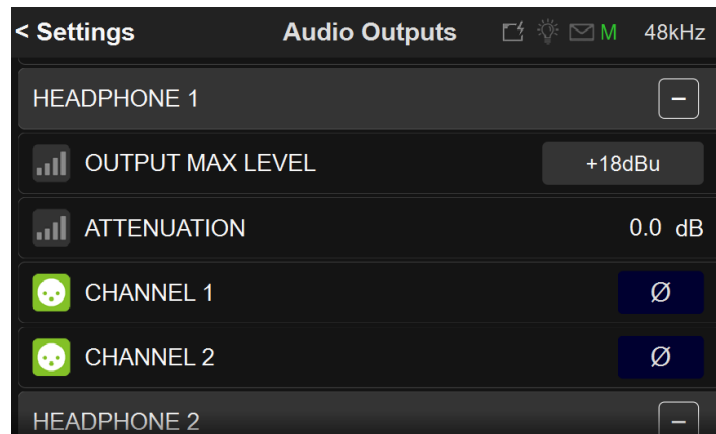 < Settings Audio Outputs M 48kHz
HEADPHONE 1 −
OUTPUT MAX LEVEL +18dBu
ATTENUATION 0.0 dB
CHANNEL 1 Ø
CHANNEL 2 Ø
HEADPHONE 2 −